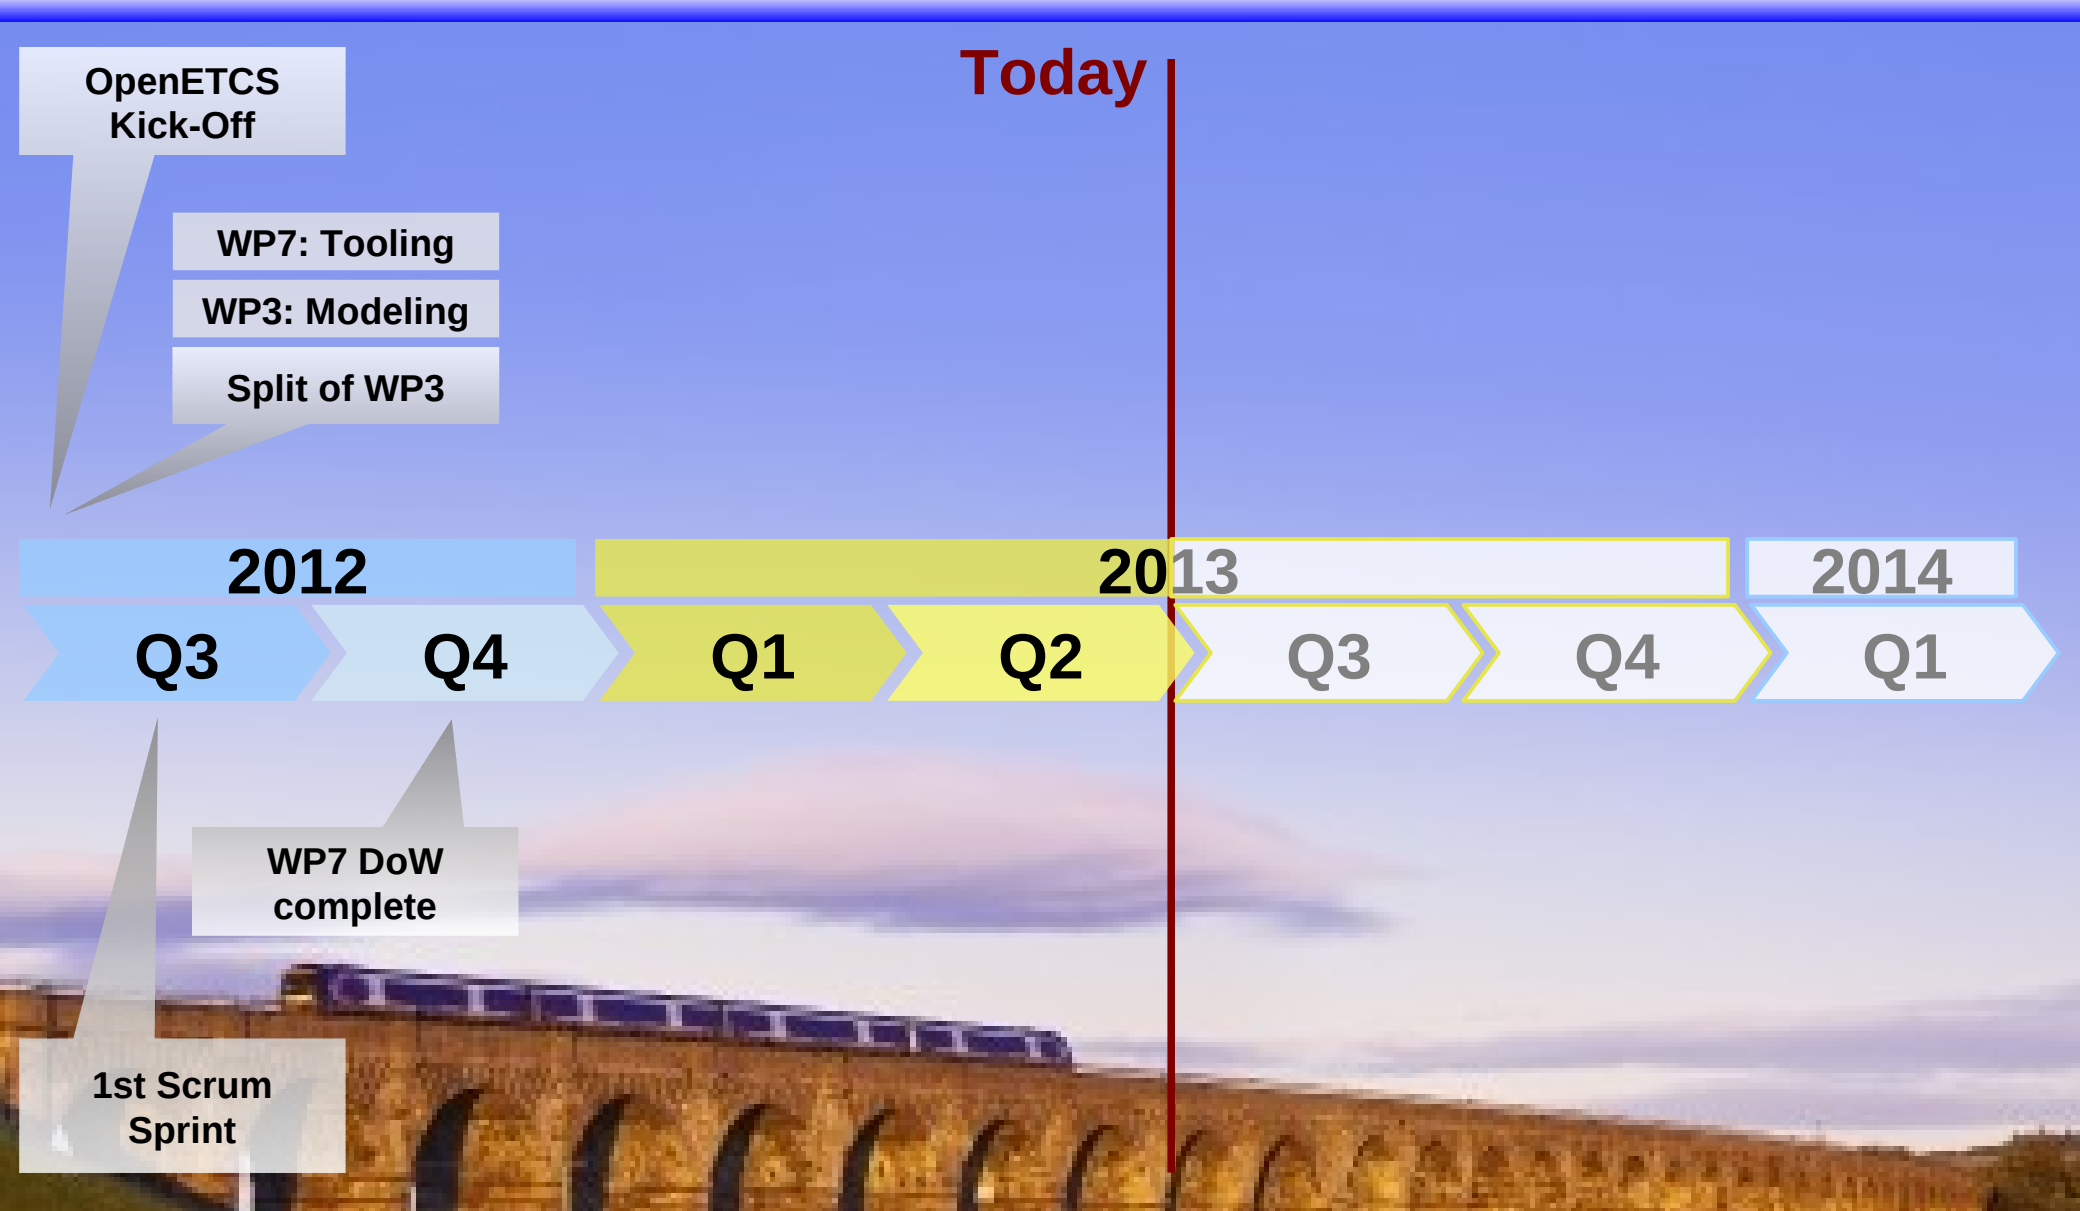 Today
OpenETCS
Kick-Off
WP7: Tooling
WP3: Modeling
Split of WP3
2012
2013
2014
Q3
Q4
Q1
Q2
Q3
Q4
Q1
WP7 DoW
complete
1st Scrum
Sprint